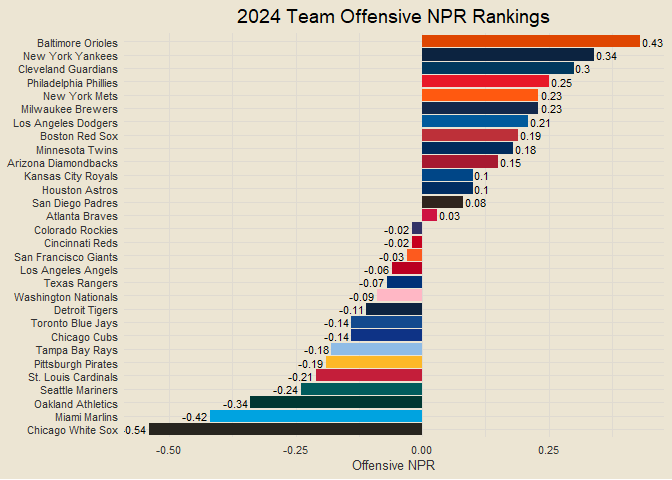 2024 Team Offensive NPR Rankings
Baltimore Orioles 0.43
New York Yankees 0.34
Cleveland Guardians 0.3
Philadelphia Phillies 0.25
New York Mets 0.23
Milwaukee Brewers 0.23
Los Angeles Dodgers 0.21
Boston Red Sox 0.19
Minnesota Twins 0.18
Arizona Diamondbacks 0.15
Kansas City Royals 0.1
Houston Astros 0.1
San Diego Padres 0.08
Atlanta Braves 0.03
Colorado Rockies -0.02
Cincinnati Reds -0.02
San Francisco Giants -0.03
Los Angeles Angels -0.06
Texas Rangers -0.07
Washington Nationals -0.09
Detroit Tigers -0.11
Toronto Blue Jays -0.14
Chicago Cubs -0.14
Tampa Bay Rays -0.18
Pittsburgh Pirates -0.19
St. Louis Cardinals -0.21
Seattle Mariners -0.24
Oakland Athletics -0.34
Miami Marlins -0.42
Chicago White Sox -0.54
-0.50 -0.25 0.00 0.25
Offensive NPR